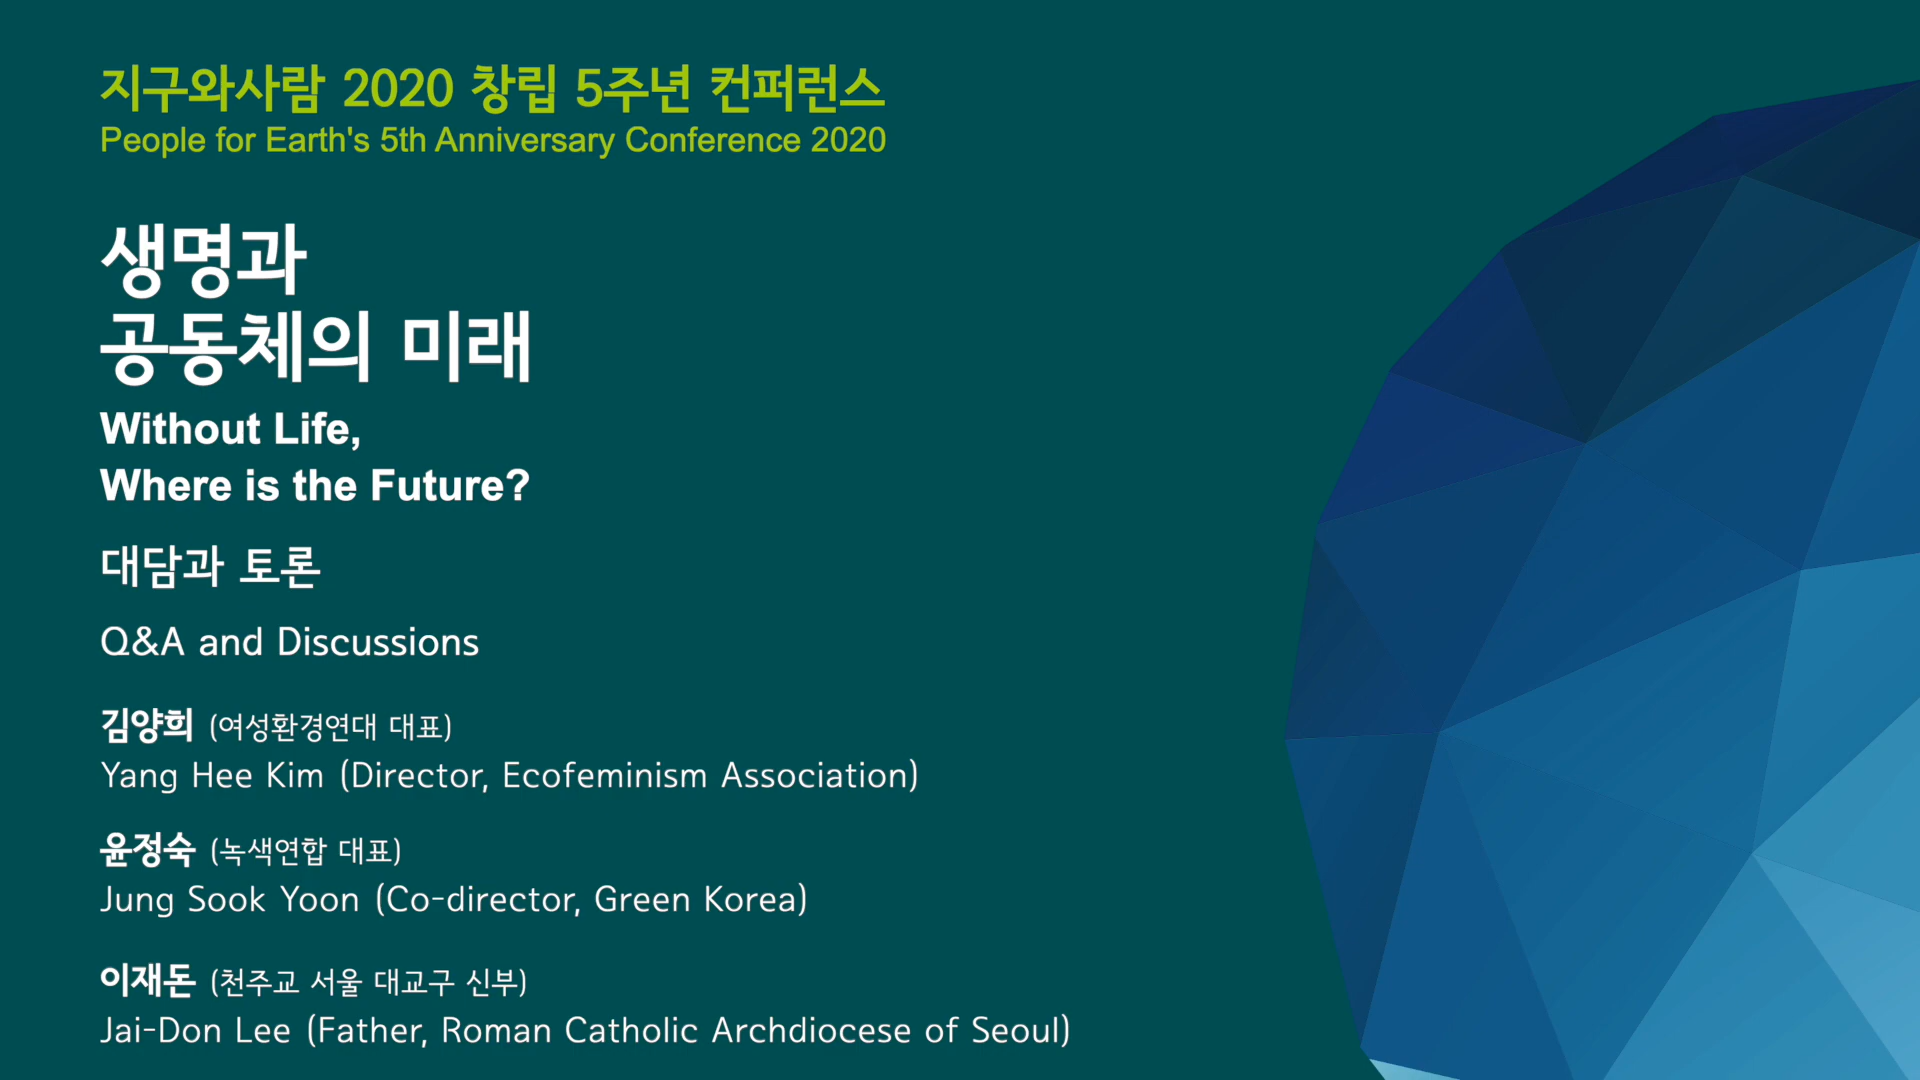 지구와사람 2020 창립 5주년 컨퍼런스
People for Earth's 5th Anniversary Conference 2020
생명과
공동체의 미래
Without Life,
Where is the Future?
대담과 토론
Q&A and Discussions
김양희 (여성환경연대 대표)
Yang Hee Kim (Director, Ecofeminism Association)
윤정숙 (녹색연합 대표)
Jung Sook Yoon (Co-director, Green Korea)
이재돈 (천주교 서울 대교구 신부)
Jai-Don Lee (Father, Roman Catholic Archdiocese of Seoul)